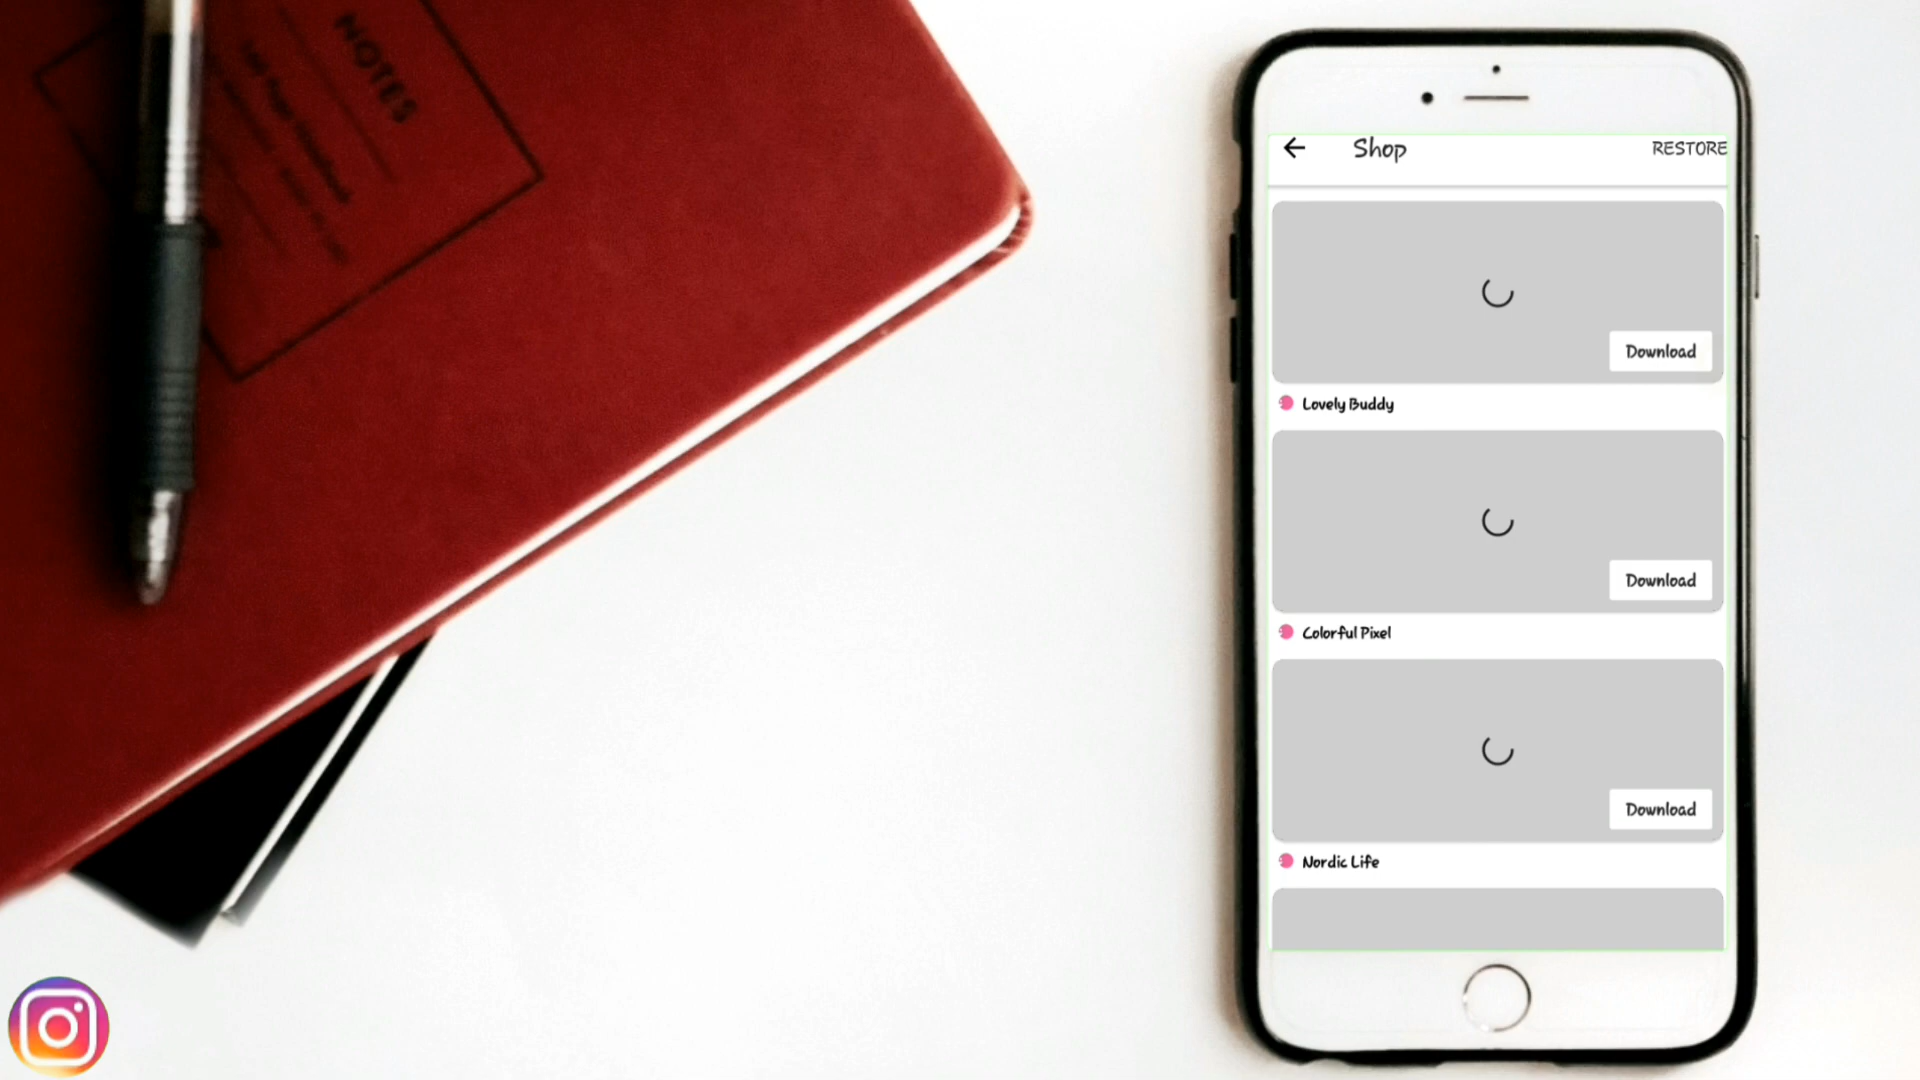 NOTES
Shop
RESTORE
Download
Lovely Buddy
Download
Colorful Pixel
Download
Nordic Life